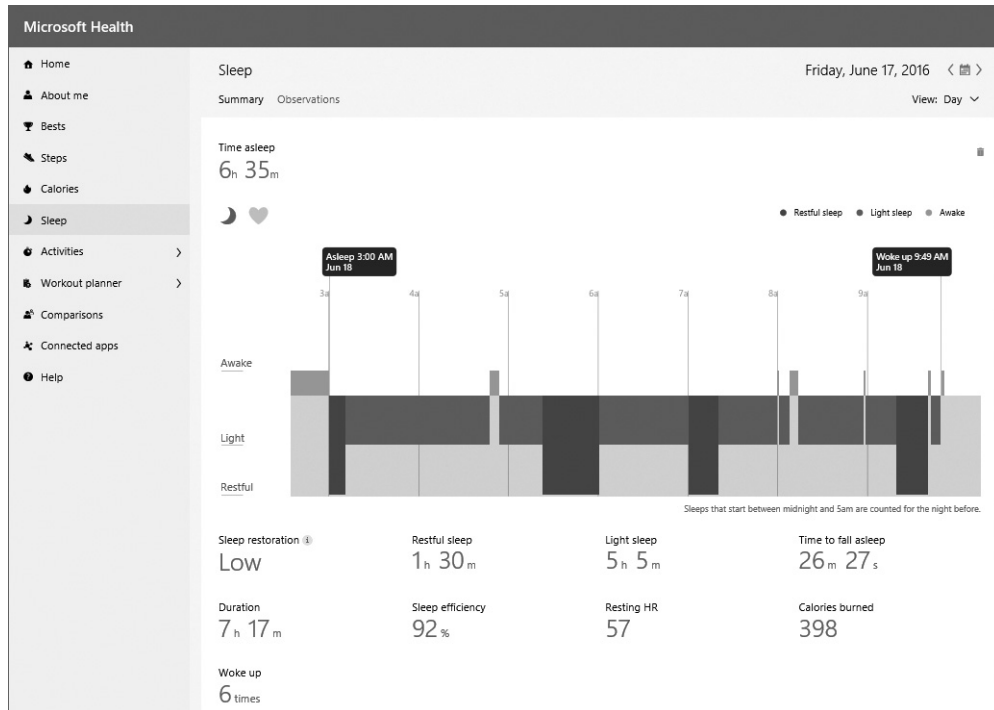 Microsoft Health
Home
About me
Bests
Steps
Calories
Sleep
Activities
Workout planner
Comparisons
Connected apps
Help
Sleep
Friday, June 17, 2016
Summary Observations
View: Day
Time asleep
6h 35m
Restful sleep Light sleep Awake
Asleep 3:00 AM
Jun 18
Woke up 9:49 AM
Jun 18
3a 4a 5a 6a 7a 8a 9a
Awake
Light
Restful
Sleeps that start between midnight and 5am are counted for the night before.
Sleep restoration Restful sleep Light sleep Time to fall asleep
Low 1h 30m 5h 5m 26m 27s
Duration Sleep efficiency Resting HR Calories burned
7h 17m 92% 57 398
Woke up
6 times